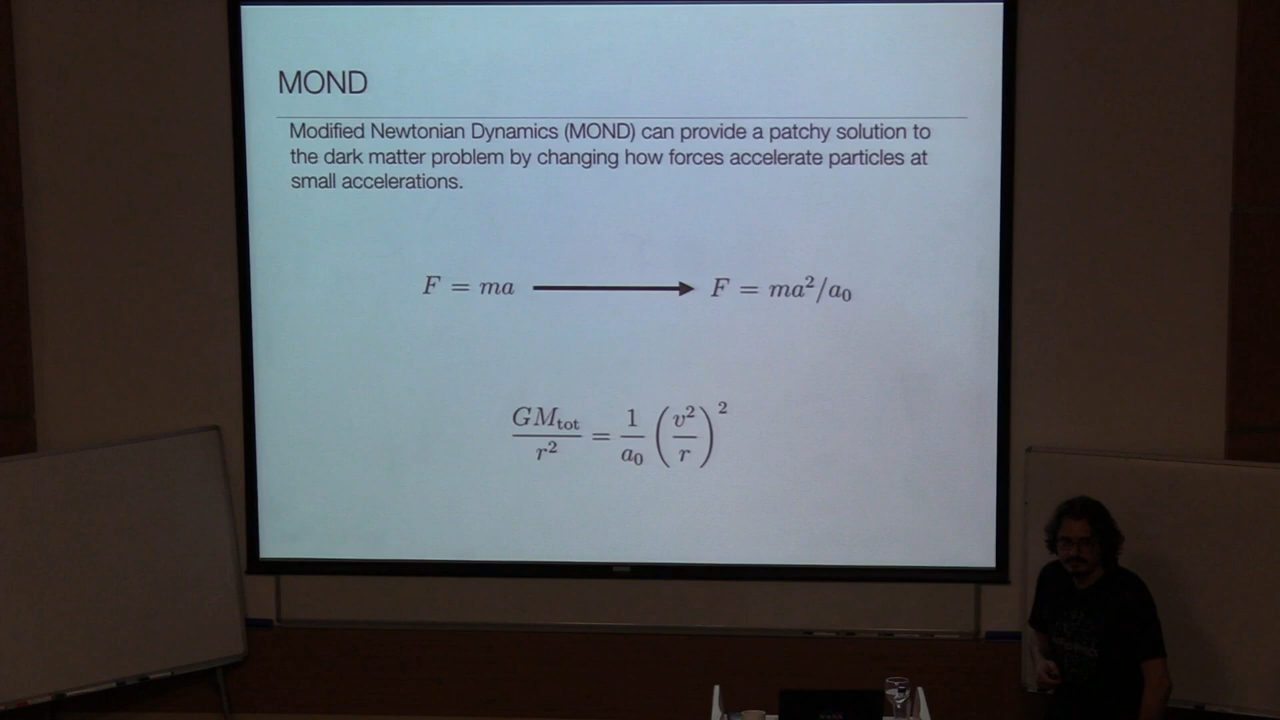 MOND
Modified Newtonian Dynamics (MOND) can provide a patchy solution to
the dark matter problem by changing how forces accelerate particles at
small accelerations.
F = ma ⟶ F = ma²/a₀
GM_tot / r² = 1/a₀ (v²/r)²